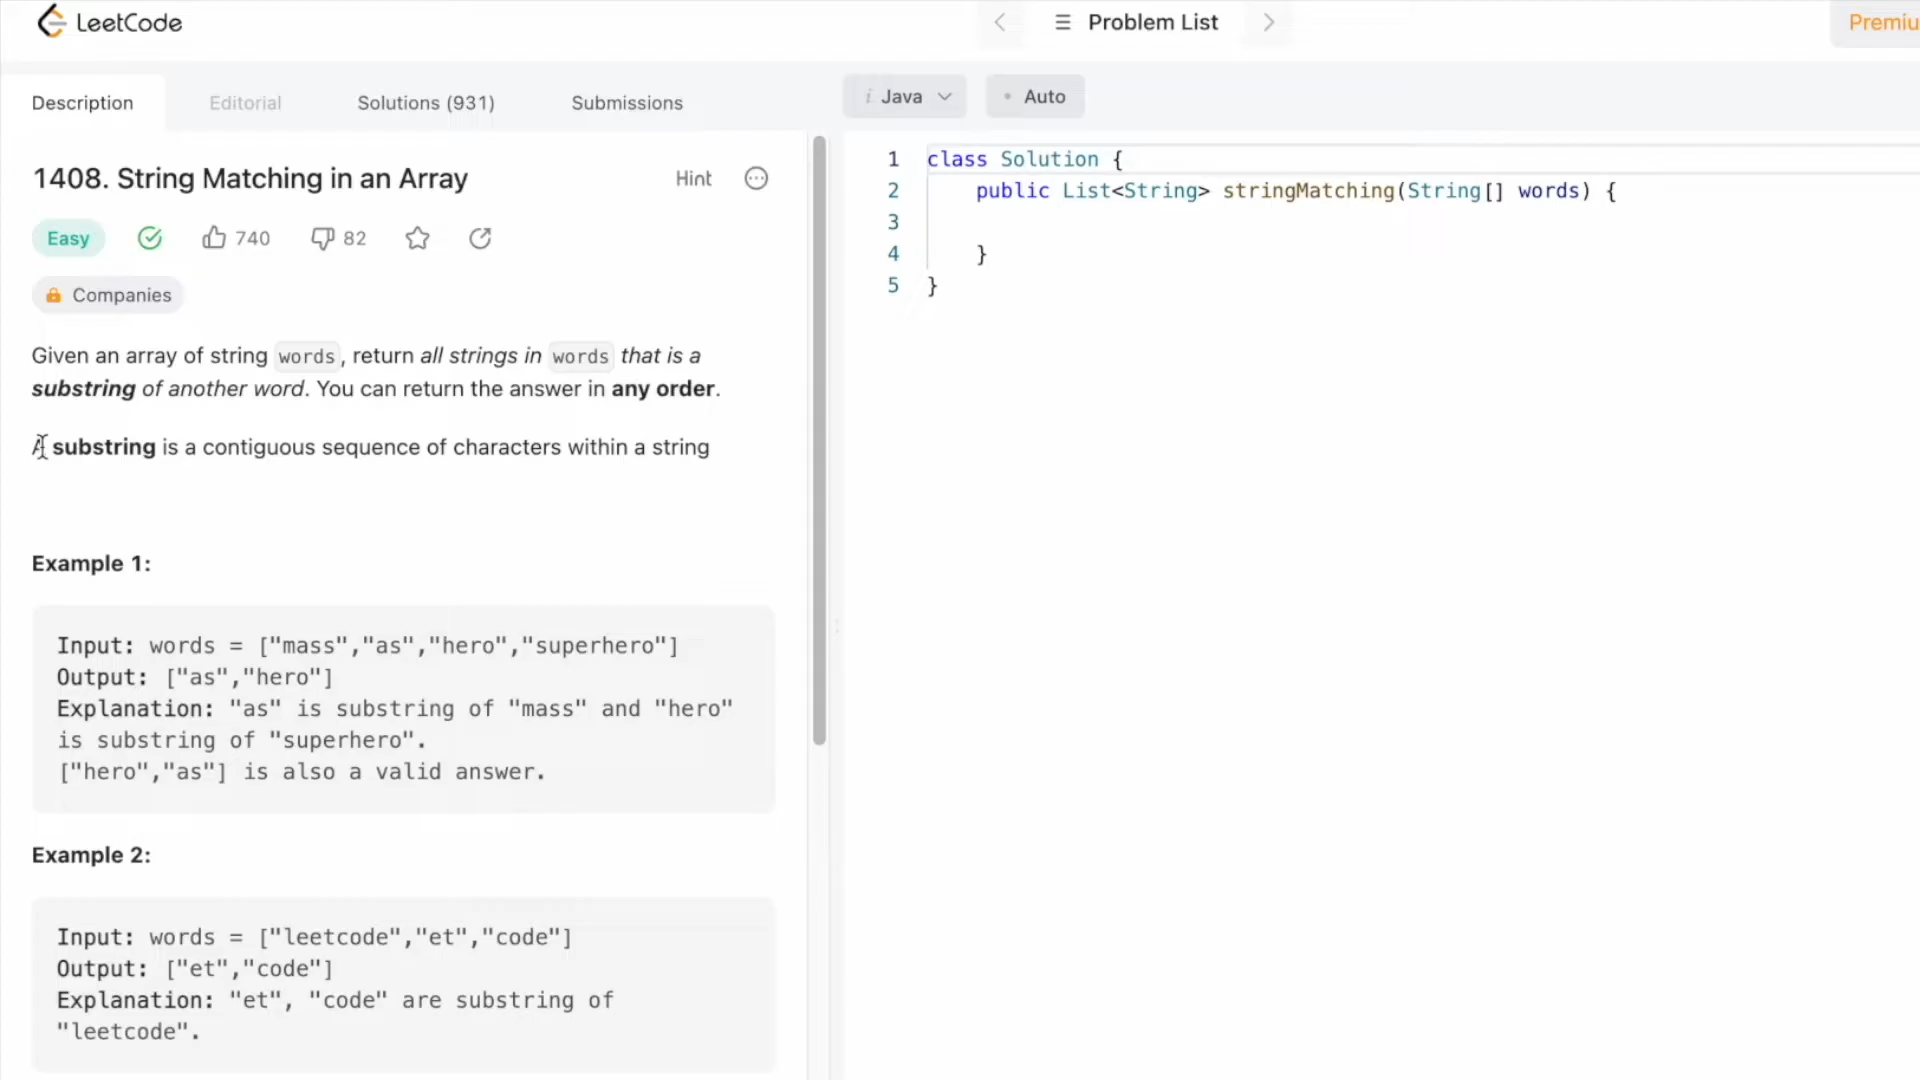 LeetCode
Problem List
Premiu
Description
Editorial
Solutions (931)
Submissions
i Java
• Auto
1408. String Matching in an Array
Hint
Easy
740
82
Companies
Given an array of string words, return all strings in words that is a
substring of another word. You can return the answer in any order.
A substring is a contiguous sequence of characters within a string
Example 1:
Input: words = ["mass","as","hero","superhero"]
Output: ["as","hero"]
Explanation: "as" is substring of "mass" and "hero"
is substring of "superhero".
["hero","as"] is also a valid answer.
Example 2:
Input: words = ["leetcode","et","code"]
Output: ["et","code"]
Explanation: "et", "code" are substring of
"leetcode".
1 class Solution {
2     public List<String> stringMatching(String[] words) {
3
4     }
5 }